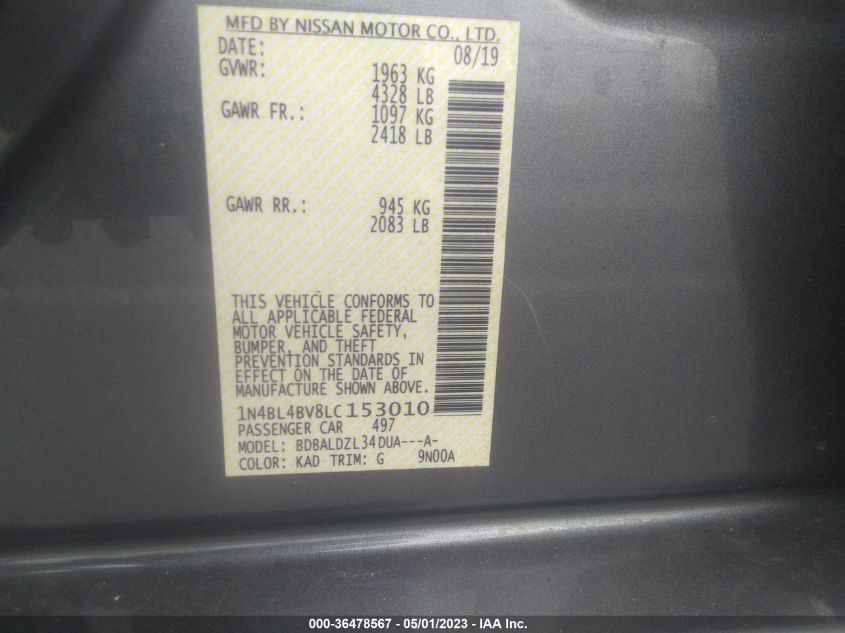 MFD BY NISSAN MOTOR CO., LTD.
DATE: 08/19
GVWR: 1963 KG
4328 LB
GAWR FR.: 1097 KG
2418 LB
GAWR RR.: 945 KG
2083 LB
THIS VEHICLE CONFORMS TO
ALL APPLICABLE FEDERAL
MOTOR VEHICLE SAFETY,
BUMPER, AND THEFT
PREVENTION STANDARDS IN
EFFECT ON THE DATE OF
MANUFACTURE SHOWN ABOVE.
1N4BL4BV8LC153010
PASSENGER CAR 497
MODEL: BDBALDZL34DUA---A-
COLOR: KAD TRIM: G 9N00A
000-36478567 - 05/01/2023 - IAA Inc.